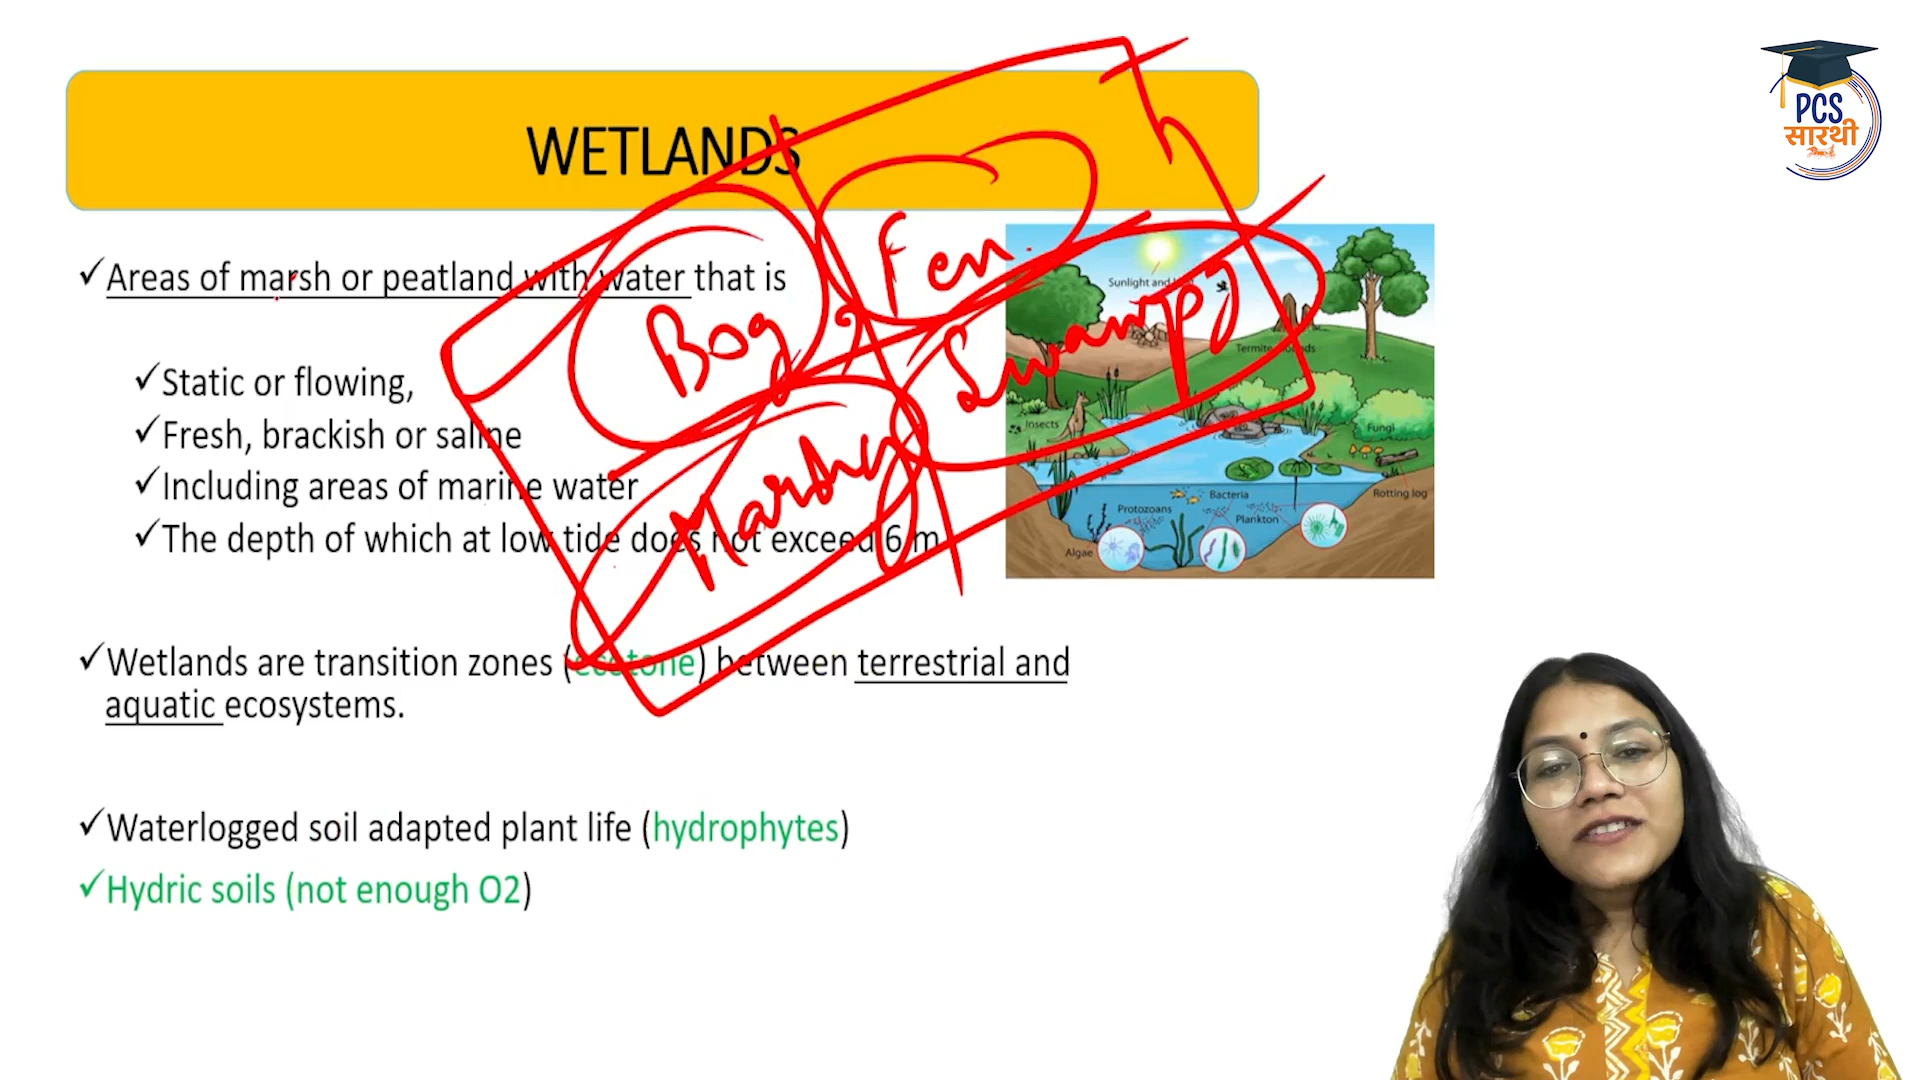 PCS
सारथी
WETLANDS
✓Areas of marsh or peatland with water that is
✓Static or flowing,
✓Fresh, brackish or saline
✓Including areas of marine water
✓The depth of which at low tide does not exceed 6 m
✓Wetlands are transition zones (ecotone) between terrestrial and
aquatic ecosystems.
✓Waterlogged soil adapted plant life (hydrophytes)
✓Hydric soils (not enough O2)
Bog
Fen
Swamp
Marshy
Sunlight and
Termite mounds
Insects
Fungi
Rotting log
Bacteria
Protozoans
Plankton
Algae